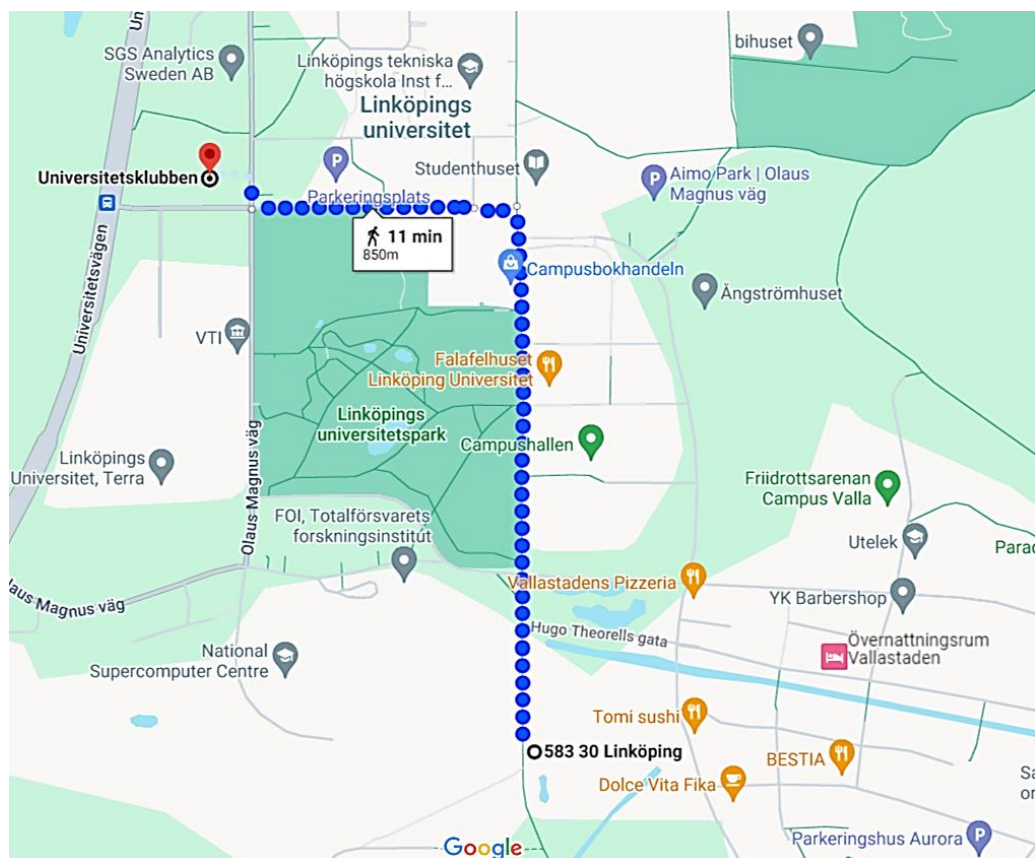 SGS Analytics
Sweden AB
Linköpings tekniska
högskola Inst f...
bihuset
Linköpings
universitet
Universitetsklubben
P
Parkeringsplats
Studenthuset
P
Aimo Park | Olaus
Magnus väg
11 min
850m
Universitetsvägen
Campusbokhandeln
Ångströmhuset
VTI
Falafelhuset
Linköping Universitet
Linköpings
universitetspark
Campushallen
Olaus Magnus väg
Linköpings
Universitet, Terra
Friidrottsarenan
Campus Valla
FOI, Totalförsvarets
forskningsinstitut
Utelek
Parad
laus Magnus väg
Vallastadens Pizzeria
YK Barbershop
Hugo Theorells gata
Övernattningsrum
Vallastaden
National
Supercomputer Centre
Tomi sushi
583 30 Linköping
BESTIA
Dolce Vita Fika
Sa
or
Google
Parkeringshus Aurora
P